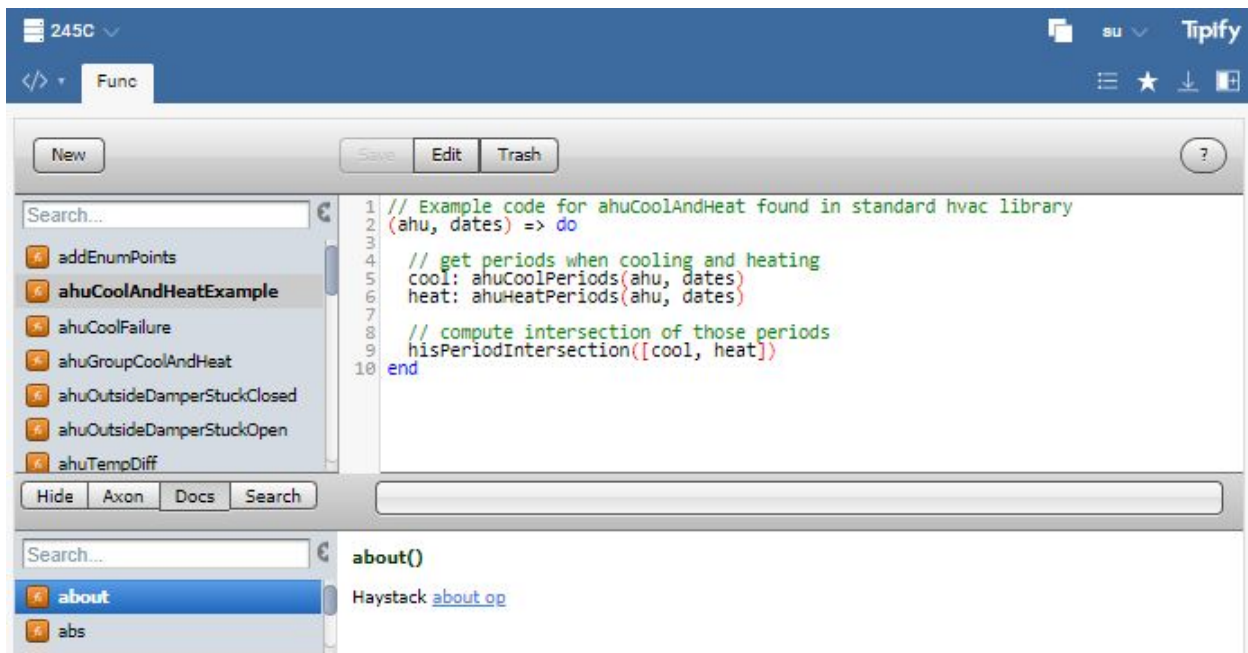 245C
su
Tiplfy
</>
Func
New
Save
Edit
Trash
?
Search...
addEnumPoints
ahuCoolAndHeatExample
ahuCoolFailure
ahuGroupCoolAndHeat
ahuOutsideDamperStuckClosed
ahuOutsideDamperStuckOpen
ahuTempDiff
1 // Example code for ahuCoolAndHeat found in standard hvac library
2 (ahu, dates) => do
3
4 // get periods when cooling and heating
5 cool: ahuCoolPeriods(ahu, dates)
6 heat: ahuHeatPeriods(ahu, dates)
7
8 // compute intersection of those periods
9 hisPeriodIntersection([cool, heat])
10 end
Hide
Axon
Docs
Search
Search...
about
abs
about()
Haystack about op